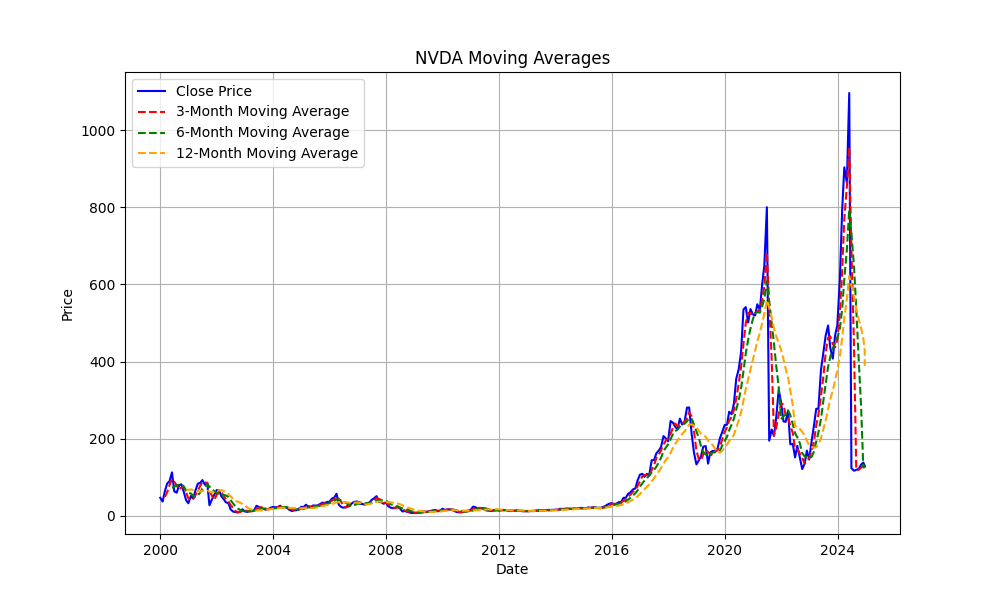 NVDA Moving Averages
Close Price
3-Month Moving Average
6-Month Moving Average
12-Month Moving Average
Price
1000
800
600
400
200
0
2000 2004 2008 2012 2016 2020 2024
Date